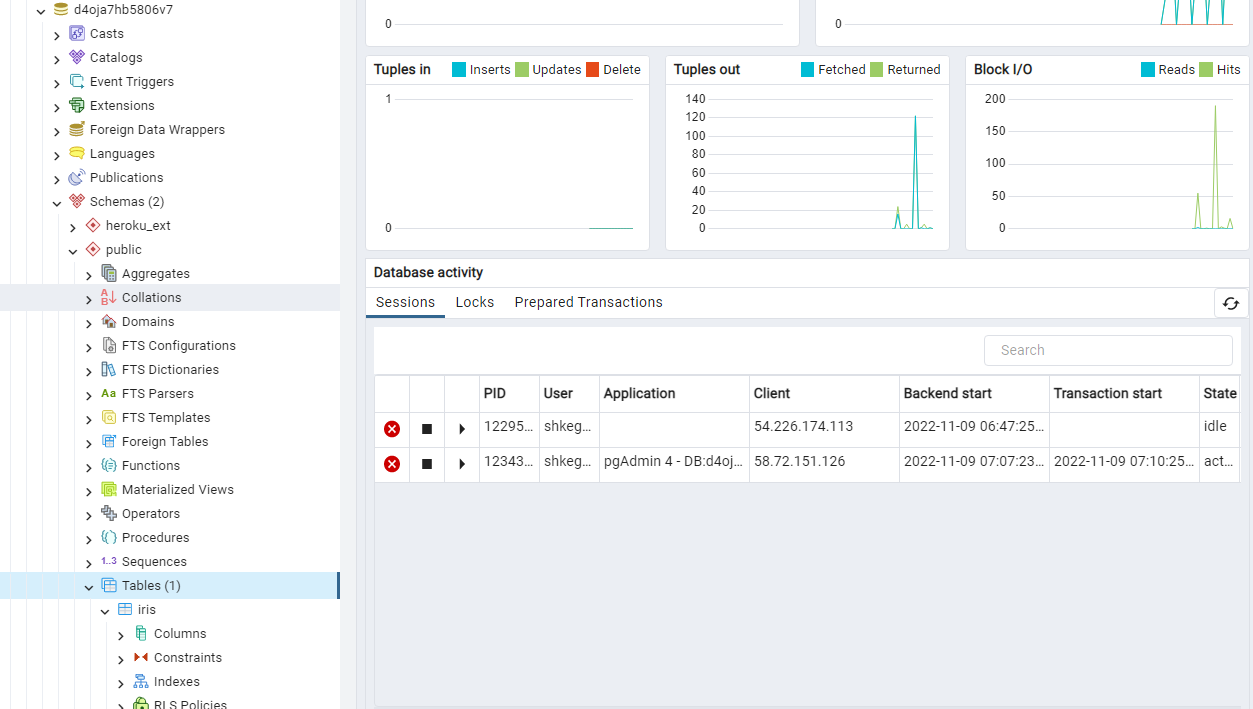 d4oja7hb5806v7
Casts
Catalogs
Event Triggers
Extensions
Foreign Data Wrappers
Languages
Publications
Schemas (2)
heroku_ext
public
Aggregates
Collations
Domains
FTS Configurations
FTS Dictionaries
Aa FTS Parsers
FTS Templates
Foreign Tables
Functions
Materialized Views
Operators
Procedures
1..3 Sequences
Tables (1)
iris
Columns
Constraints
Indexes
RLS Policies
0
0
Tuples in Inserts Updates Delete
1
0
Tuples out Fetched Returned
140
120
100
80
60
40
20
0
Block I/O Reads Hits
200
150
100
50
0
Database activity
Sessions Locks Prepared Transactions
Search
PID User Application Client Backend start Transaction start State
12295... shkeg... 54.226.174.113 2022-11-09 06:47:25... idle
12343... shkeg... pgAdmin 4 - DB:d4oj... 58.72.151.126 2022-11-09 07:07:23... 2022-11-09 07:10:25... act...